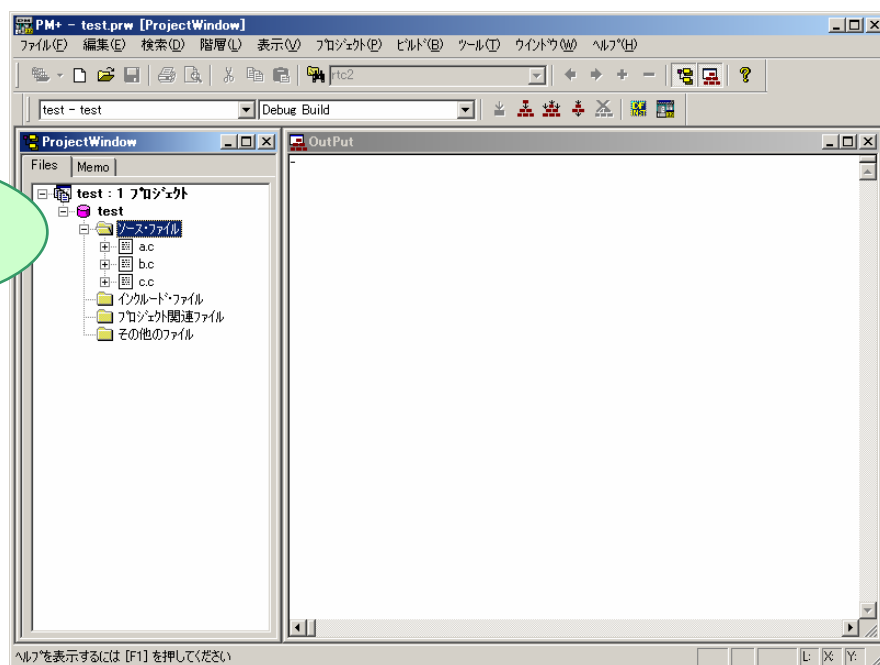 PM+ - test.prw [ProjectWindow]
ﾌｧｲﾙ(F) 編集(E) 検索(D) 階層(L) 表示(V) ﾌﾟﾛｼﾞｪｸﾄ(P) ﾋﾞﾙﾄﾞ(B) ﾂｰﾙ(T) ｳｲﾝﾄﾞｳ(W) ﾍﾙﾌﾟ(H)
rtc2
test - test Debug Build
ProjectWindow
Files Memo
test : 1 ﾌﾟﾛｼﾞｪｸﾄ
test
ｿｰｽ･ﾌｧｲﾙ
a.c
b.c
c.c
ｲﾝｸﾙｰﾄﾞ･ﾌｧｲﾙ
ﾌﾟﾛｼﾞｪｸﾄ関連ﾌｧｲﾙ
その他のﾌｧｲﾙ
OutPut
ﾍﾙﾌﾟを表示するには [F1] を押してください
L: X: Y: